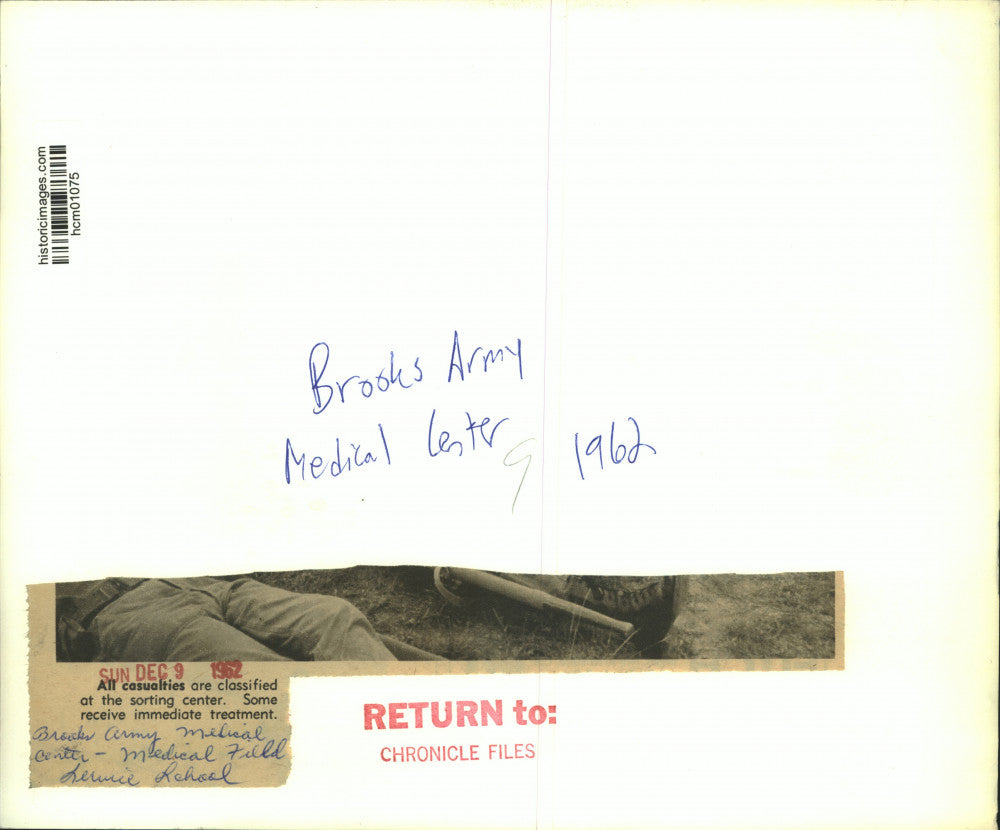 historicimages.com
hcm01075
Brooks Army
Medical Center 9 1962
SUN DEC 9 1962
All casualties are classified
at the sorting center. Some
receive immediate treatment.
Brooks Army Medical
Center - Medical Field
Service School
RETURN to:
CHRONICLE FILES